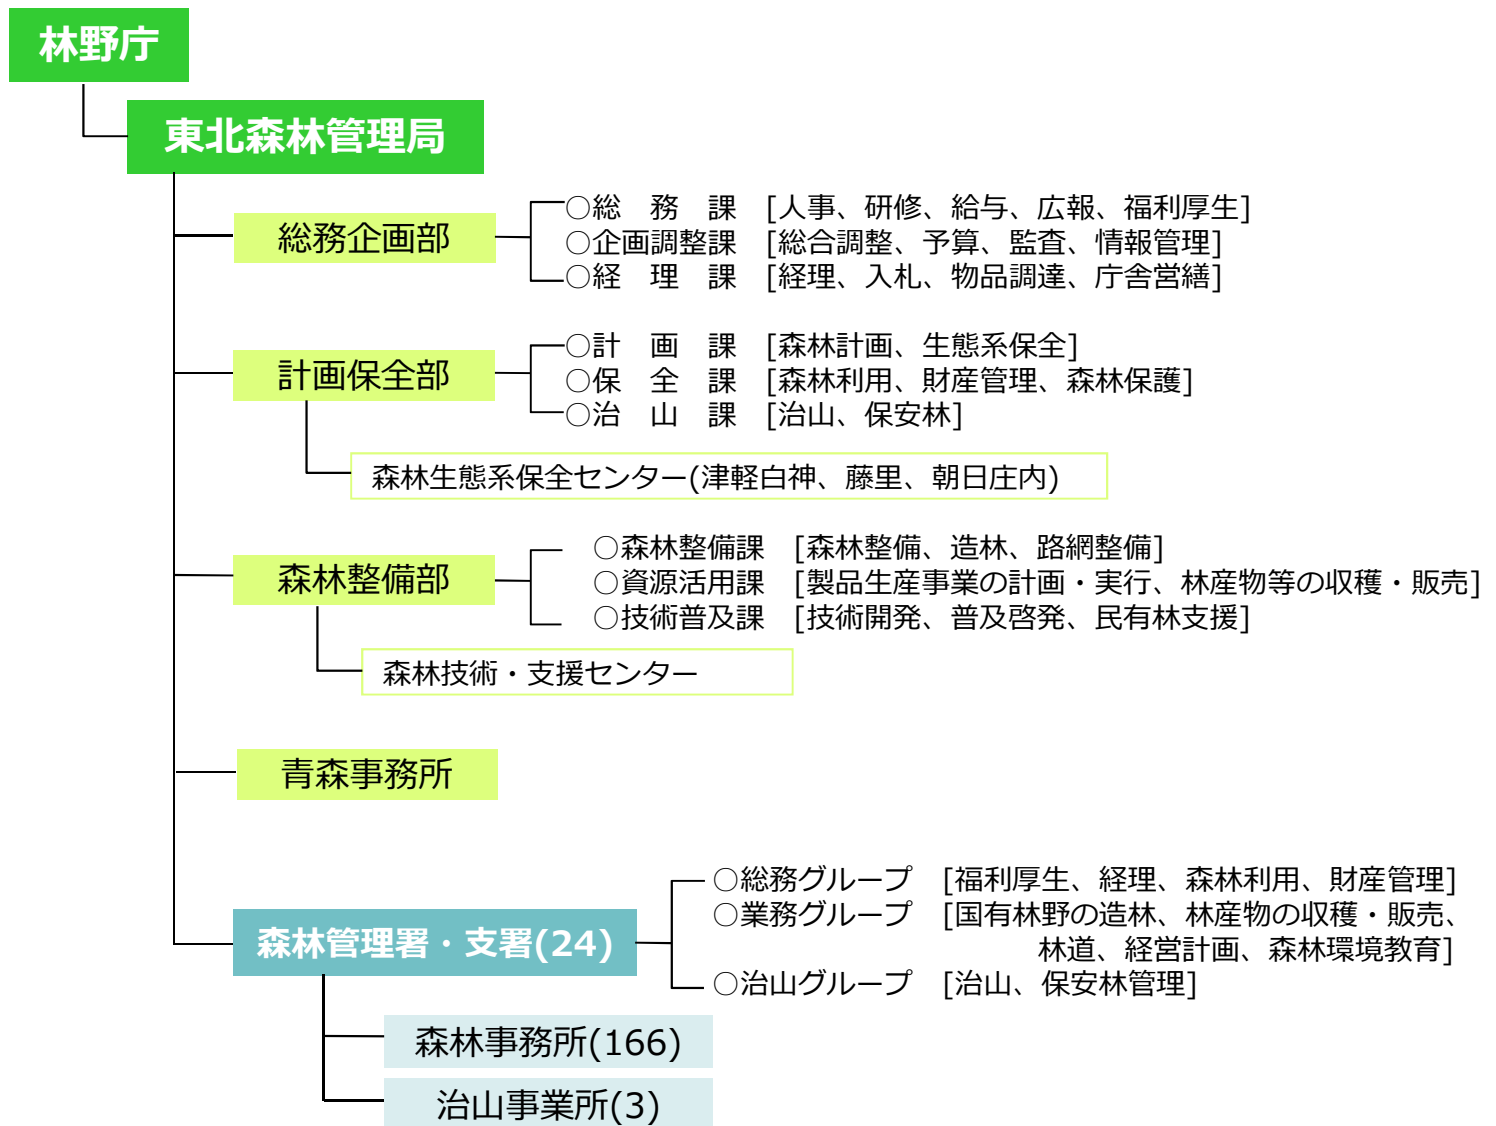 林野庁
東北森林管理局
総務企画部
○総　務　課　[人事、研修、給与、広報、福利厚生]
○企画調整課　[総合調整、予算、監査、情報管理]
○経　理　課　[経理、入札、物品調達、庁舎営繕]
計画保全部
○計　画　課　[森林計画、生態系保全]
○保　全　課　[森林利用、財産管理、森林保護]
○治　山　課　[治山、保安林]
森林生態系保全センター(津軽白神、藤里、朝日庄内)
森林整備部
○森林整備課　[森林整備、造林、路網整備]
○資源活用課　[製品生産事業の計画・実行、林産物等の収穫・販売]
○技術普及課　[技術開発、普及啓発、民有林支援]
森林技術・支援センター
青森事務所
森林管理署・支署(24)
○総務グループ　[福利厚生、経理、森林利用、財産管理]
○業務グループ　[国有林野の造林、林産物の収穫・販売、
林道、経営計画、森林環境教育]
○治山グループ　[治山、保安林管理]
森林事務所(166)
治山事業所(3)